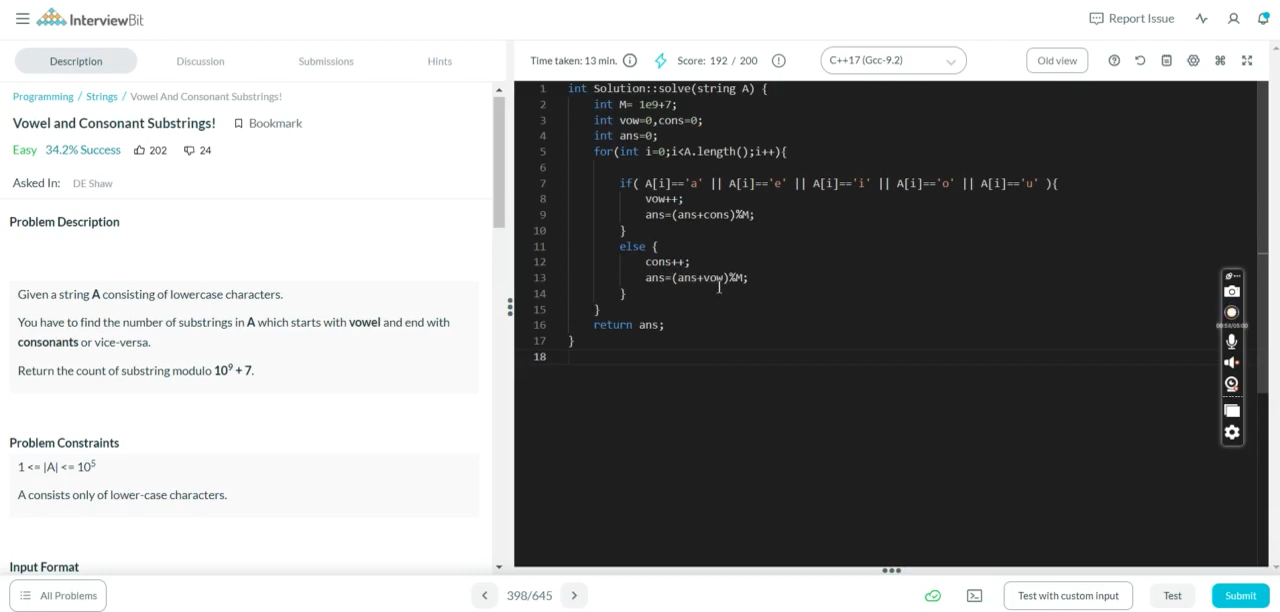 InterviewBit
Report Issue
Description
Discussion
Submissions
Hints
Programming / Strings / Vowel And Consonant Substrings!
Vowel and Consonant Substrings!
Bookmark
Easy
34.2% Success
202
24
Asked In:
DE Shaw
Problem Description
Given a string A consisting of lowercase characters.
You have to find the number of substrings in A which starts with vowel and end with
consonants or vice-versa.
Return the count of substring modulo 10⁹ + 7.
Problem Constraints
1 <= |A| <= 10⁵
A consists only of lower-case characters.
Input Format
All Problems
Time taken: 13 min.
Score: 192 / 200
C++17 (Gcc-9.2)
Old view
1 int Solution::solve(string A) {
2     int M= 1e9+7;
3     int vow=0,cons=0;
4     int ans=0;
5     for(int i=0;i<A.length();i++){
6
7         if( A[i]=='a' || A[i]=='e' || A[i]=='i' || A[i]=='o' || A[i]=='u' ){
8             vow++;
9             ans=(ans+cons)%M;
10         }
11         else {
12             cons++;
13             ans=(ans+vow)%M;
14         }
15     }
16     return ans;
17 }
18
398/645
Test with custom input
Test
Submit